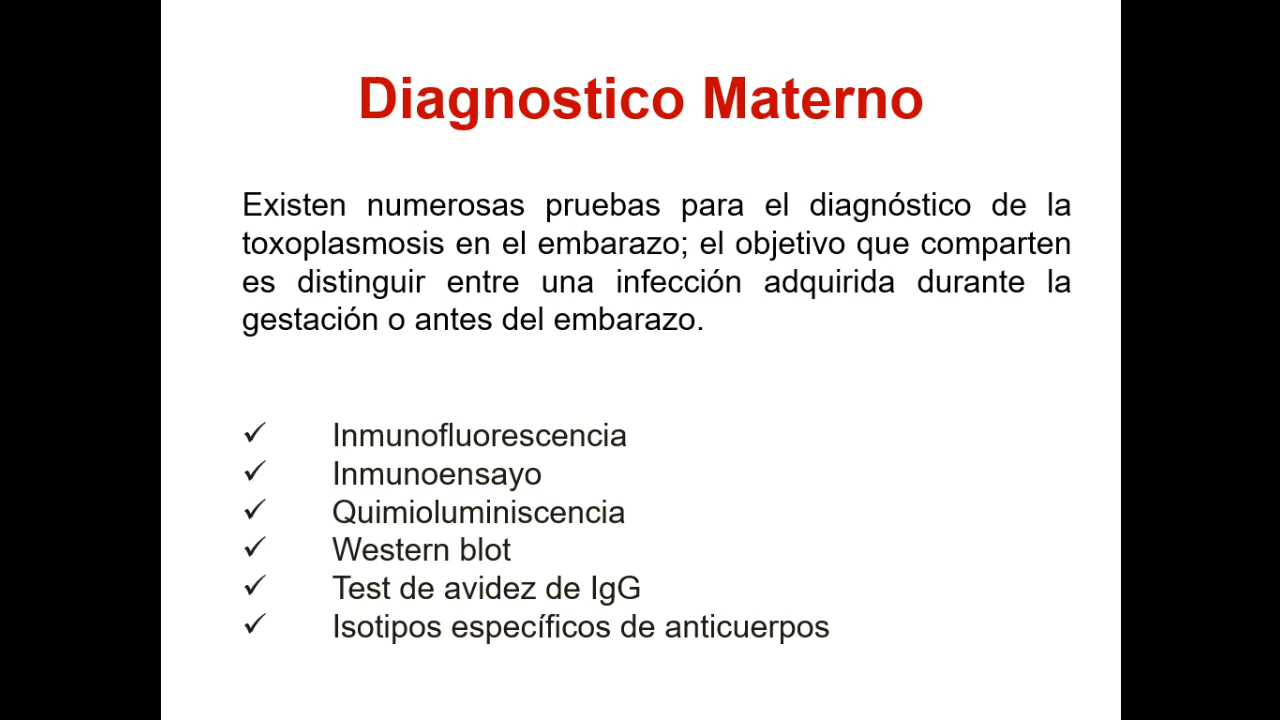 Diagnostico Materno
Existen numerosas pruebas para el diagnóstico de la
toxoplasmosis en el embarazo; el objetivo que comparten
es distinguir entre una infección adquirida durante la
gestación o antes del embarazo.
✓ Inmunofluorescencia
✓ Inmunoensayo
✓ Quimioluminiscencia
✓ Western blot
✓ Test de avidez de IgG
✓ Isotipos específicos de anticuerpos